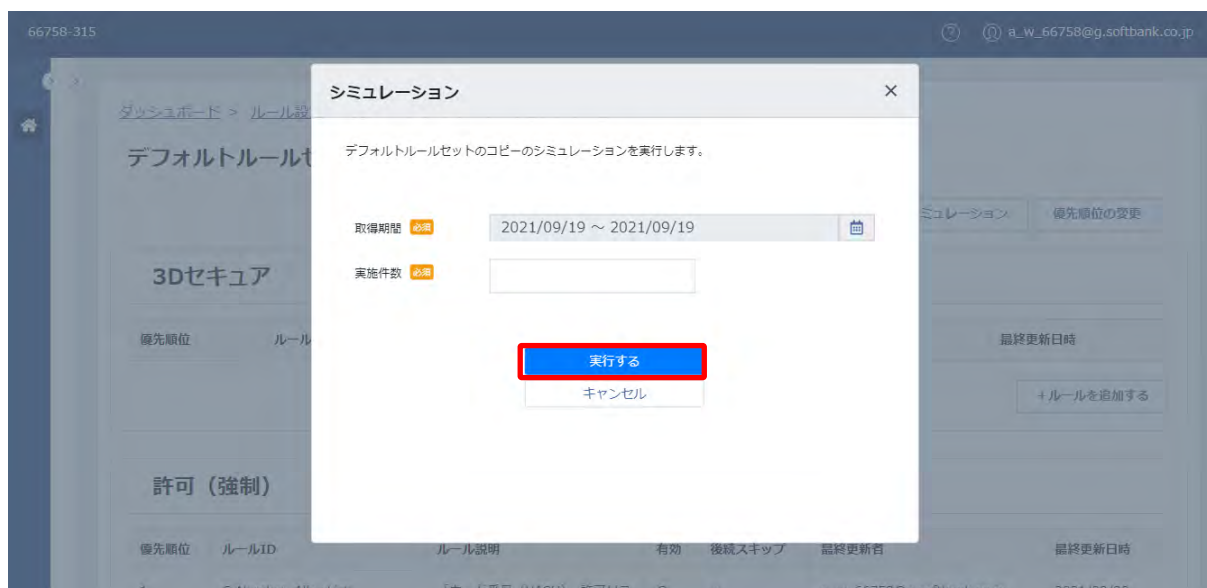 66758-315
a_w_66758@g.softbank.co.jp
シミュレーション
ダッシュボード > ルール設
デフォルトルールセ
デフォルトルールセットのコピーのシミュレーションを実行します。
ミュレーション
優先順位の変更
取得期間 必須 2021/09/19 ～ 2021/09/19
3Dセキュア
実施件数 必須
優先順位 ルール
最終更新日時
実行する
キャンセル
+ルールを追加する
許可（強制）
優先順位 ルールID ルール説明 有効 後続スキップ 最終更新者 最終更新日時